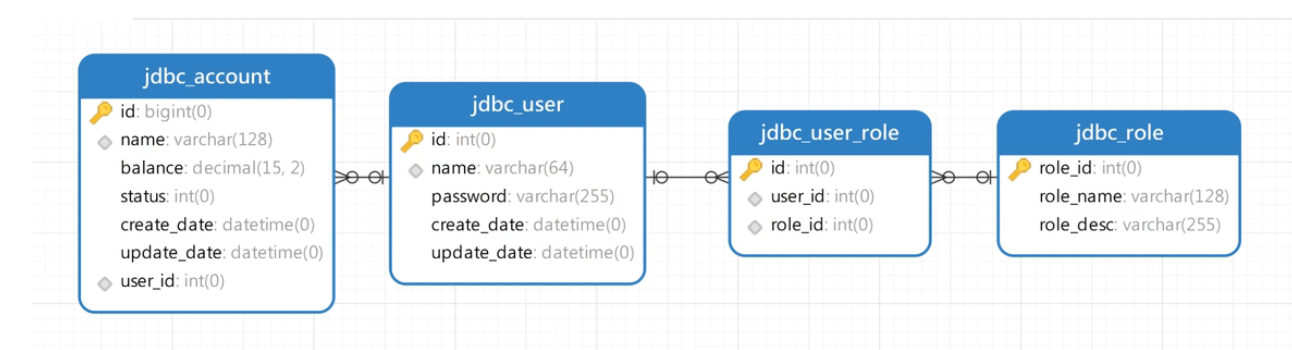 jdbc_account
id: bigint(0)
name: varchar(128)
balance: decimal(15, 2)
status: int(0)
create_date: datetime(0)
update_date: datetime(0)
user_id: int(0)
jdbc_user
id: int(0)
name: varchar(64)
password: varchar(255)
create_date: datetime(0)
update_date: datetime(0)
jdbc_user_role
id: int(0)
user_id: int(0)
role_id: int(0)
jdbc_role
role_id: int(0)
role_name: varchar(128)
role_desc: varchar(255)